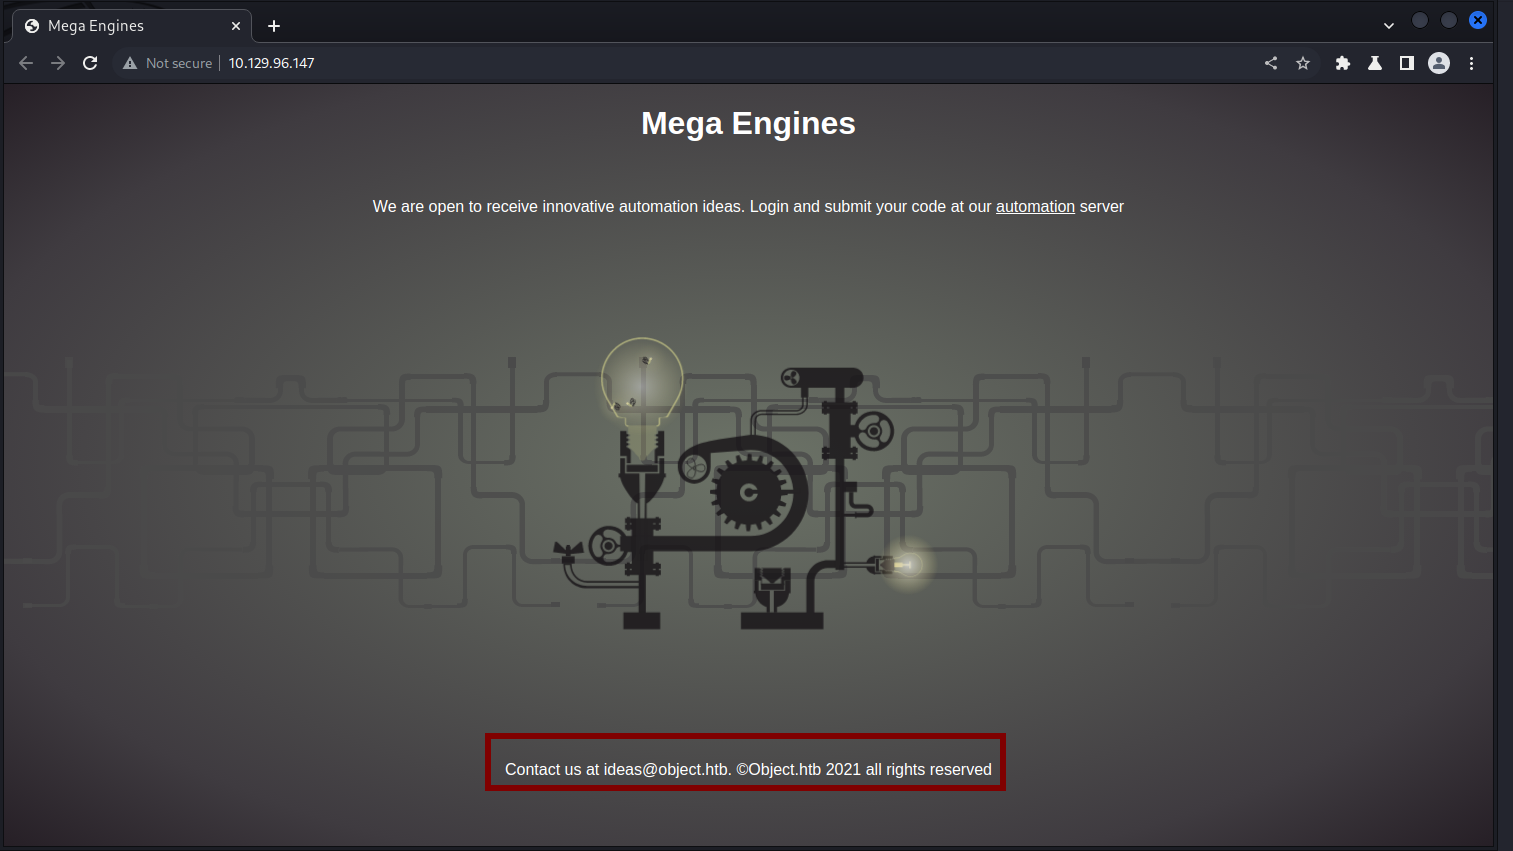 Mega Engines
Not secure 10.129.96.147
Mega Engines
We are open to receive innovative automation ideas. Login and submit your code at our automation server
C
Contact us at ideas@object.htb. ©Object.htb 2021 all rights reserved